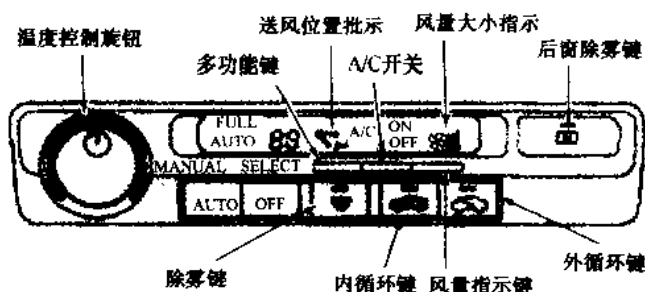 温度控制旋钮
送风位置批示
风量大小指示
多功能键
A/C开关
后窗除雾键
FULL AUTO 89 A/C ON OFF
MANUAL SELECT
AUTO OFF
除雾键
内循环键
风量指示键
外循环键